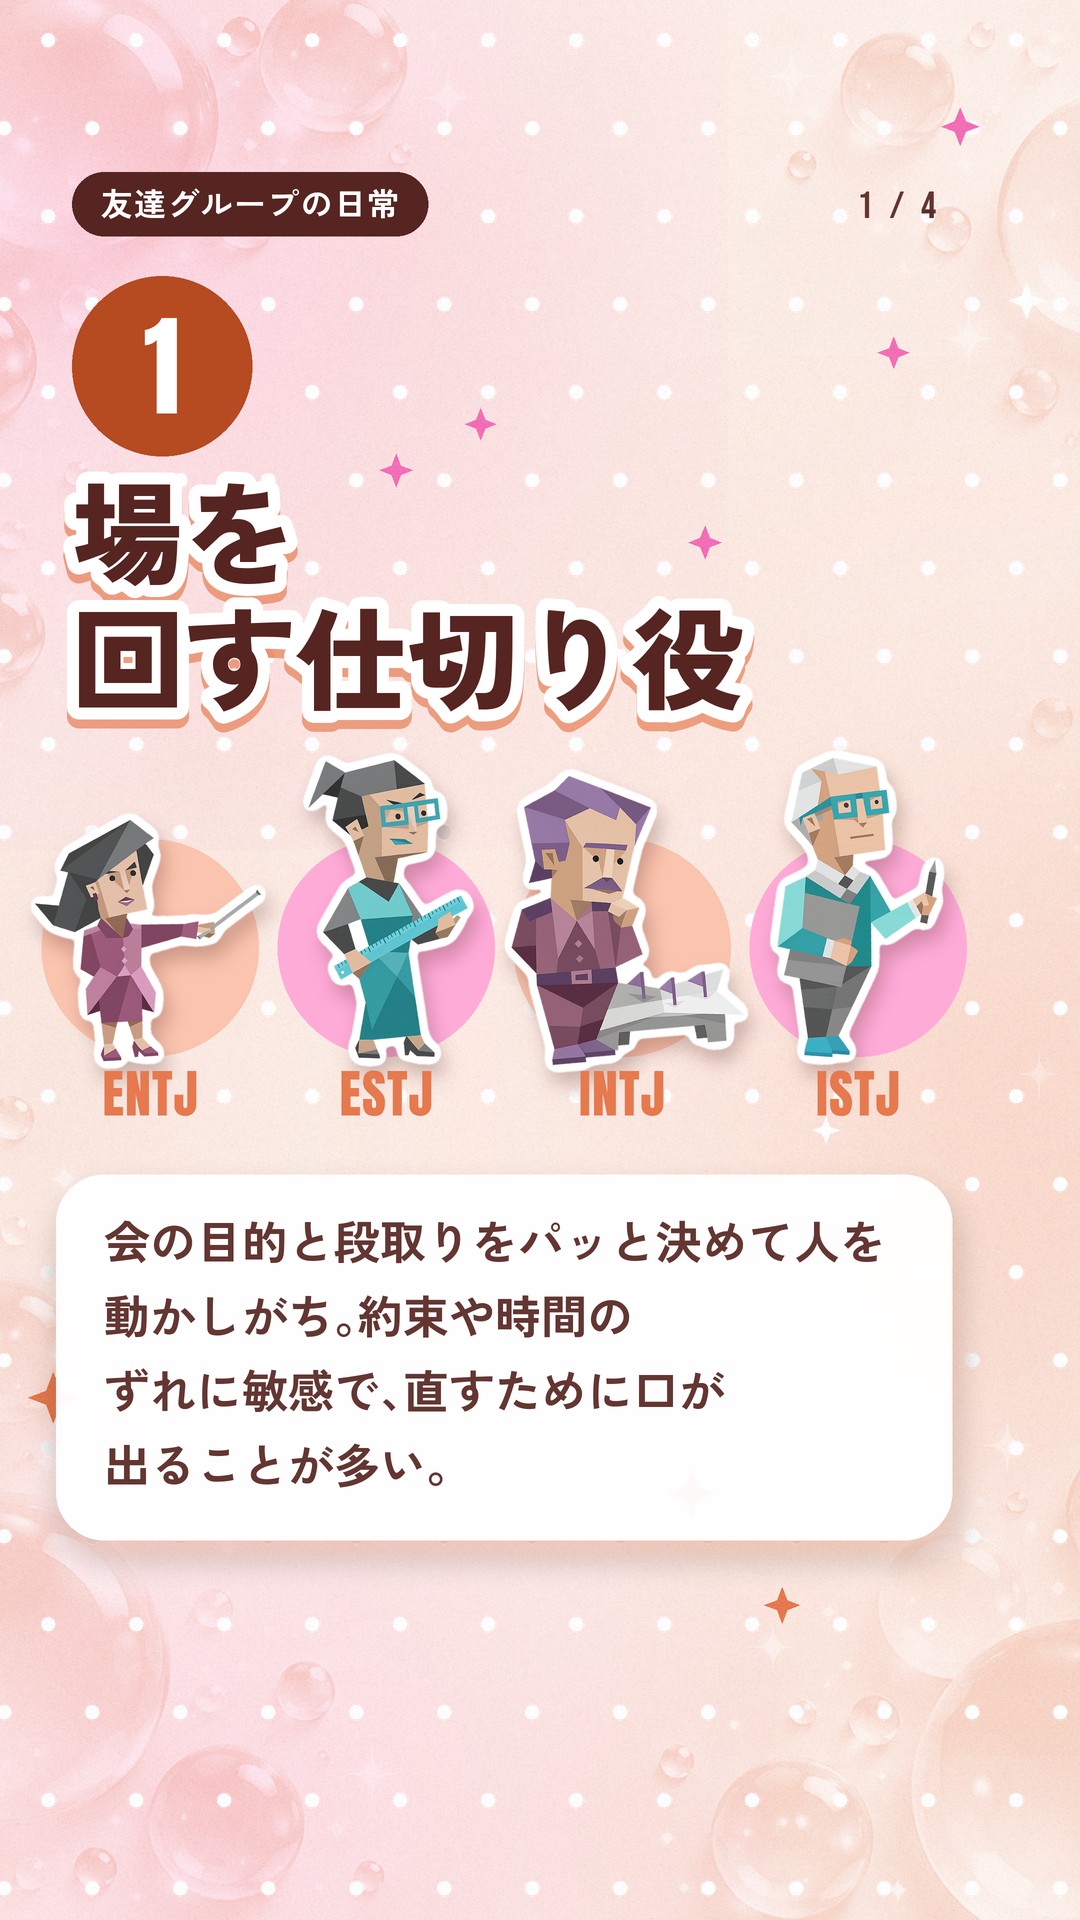 友達グループの日常
1 / 4
1
場を
回す仕切り役
ENTJ
ESTJ
INTJ
ISTJ
会の目的と段取りをパッと決めて人を
動かしがち。約束や時間の
ずれに敏感で、直すために口が
出ることが多い。